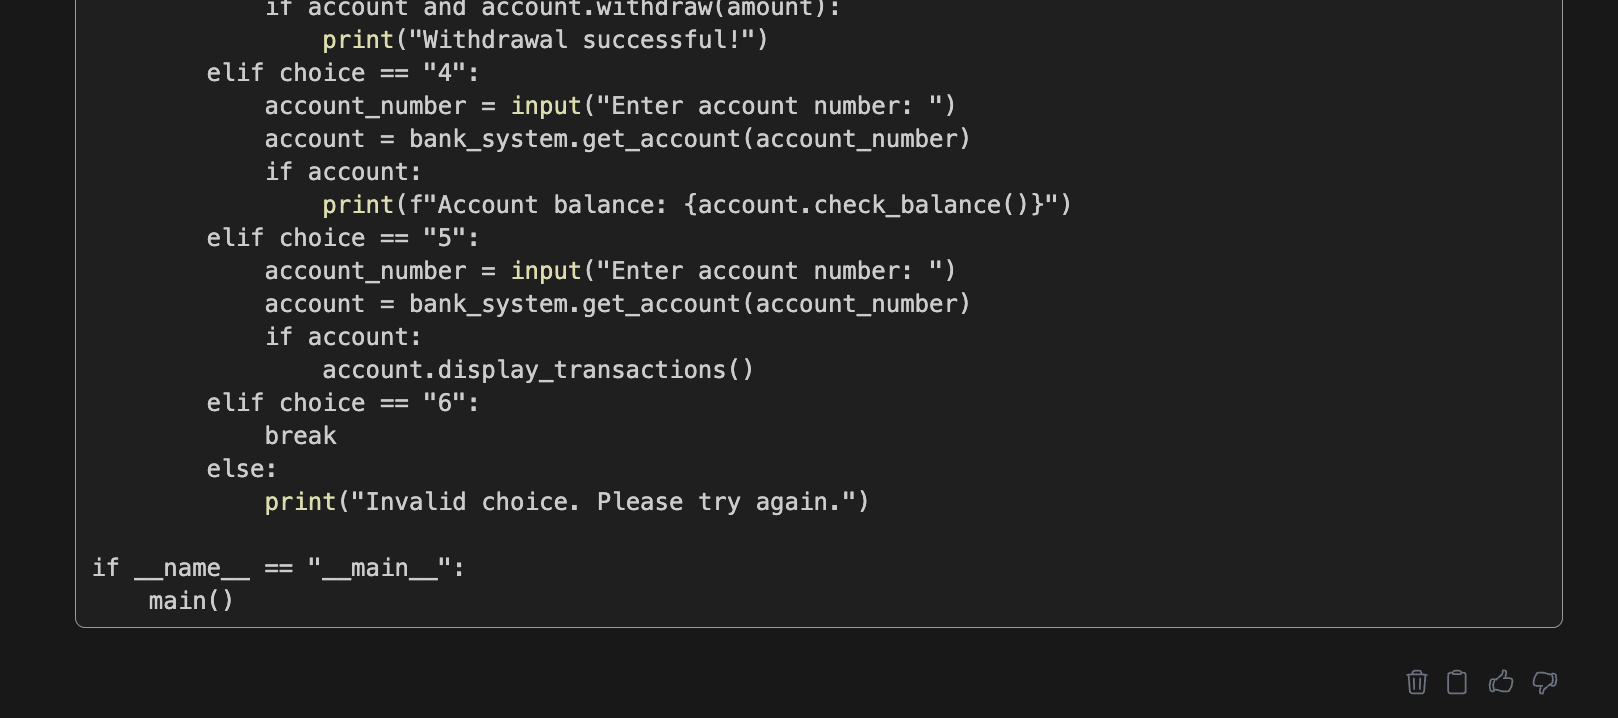 if account and account.withdraw(amount):
print("Withdrawal successful!")
elif choice == "4":
account_number = input("Enter account number: ")
account = bank_system.get_account(account_number)
if account:
print(f"Account balance: {account.check_balance()}")
elif choice == "5":
account_number = input("Enter account number: ")
account = bank_system.get_account(account_number)
if account:
account.display_transactions()
elif choice == "6":
break
else:
print("Invalid choice. Please try again.")
if __name__ == "__main__":
main()